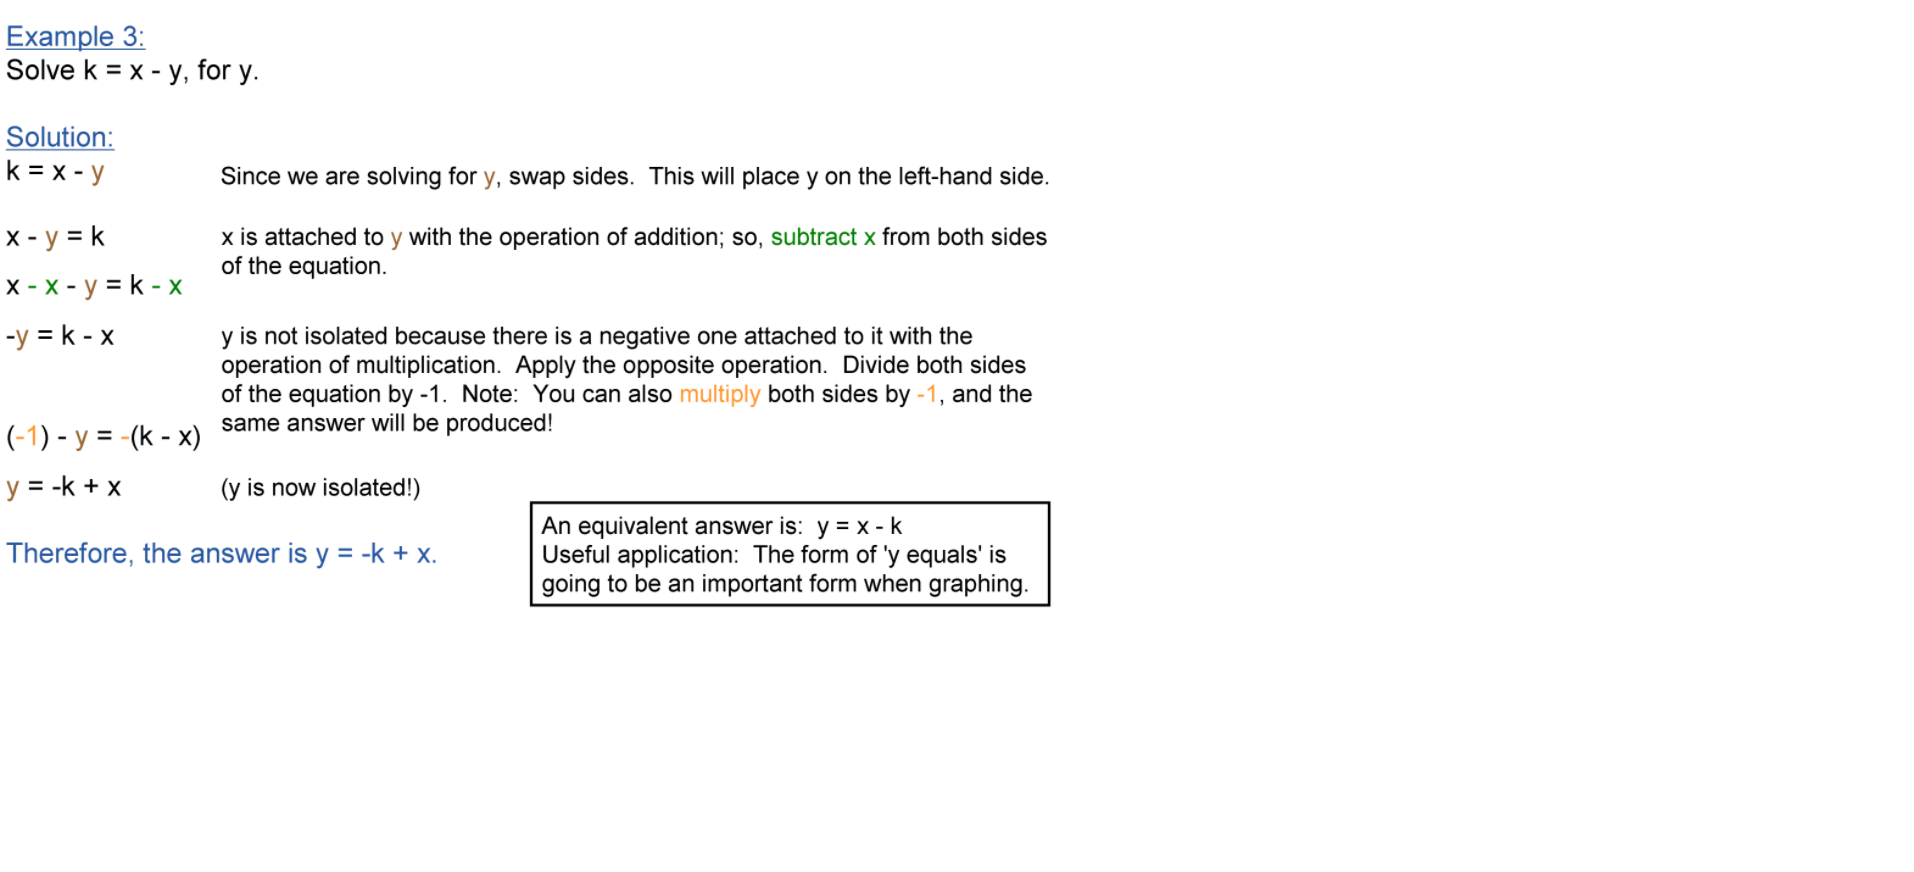 Example 3:
Solve k = x - y, for y.
Solution:
k = x - y
Since we are solving for y, swap sides.  This will place y on the left-hand side.
x - y = k
x is attached to y with the operation of addition; so, subtract x from both sides
of the equation.
x - x - y = k - x
-y = k - x
y is not isolated because there is a negative one attached to it with the
operation of multiplication.  Apply the opposite operation.  Divide both sides
of the equation by -1.  Note:  You can also multiply both sides by -1, and the
same answer will be produced!
(-1) - y = -(k - x)
y = -k + x
(y is now isolated!)
Therefore, the answer is y = -k + x.
An equivalent answer is:  y = x - k
Useful application:  The form of 'y equals' is
going to be an important form when graphing.